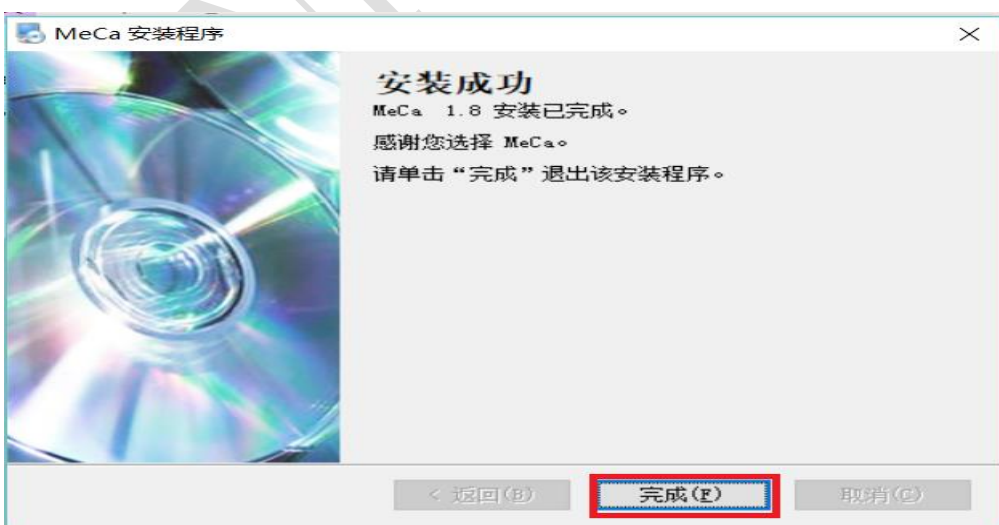 MeCa 安装程序
安装成功
MeCa 1.8 安装已完成。
感谢您选择 MeCa。
请单击“完成”退出该安装程序。
< 返回(B)
完成(F)
取消(C)